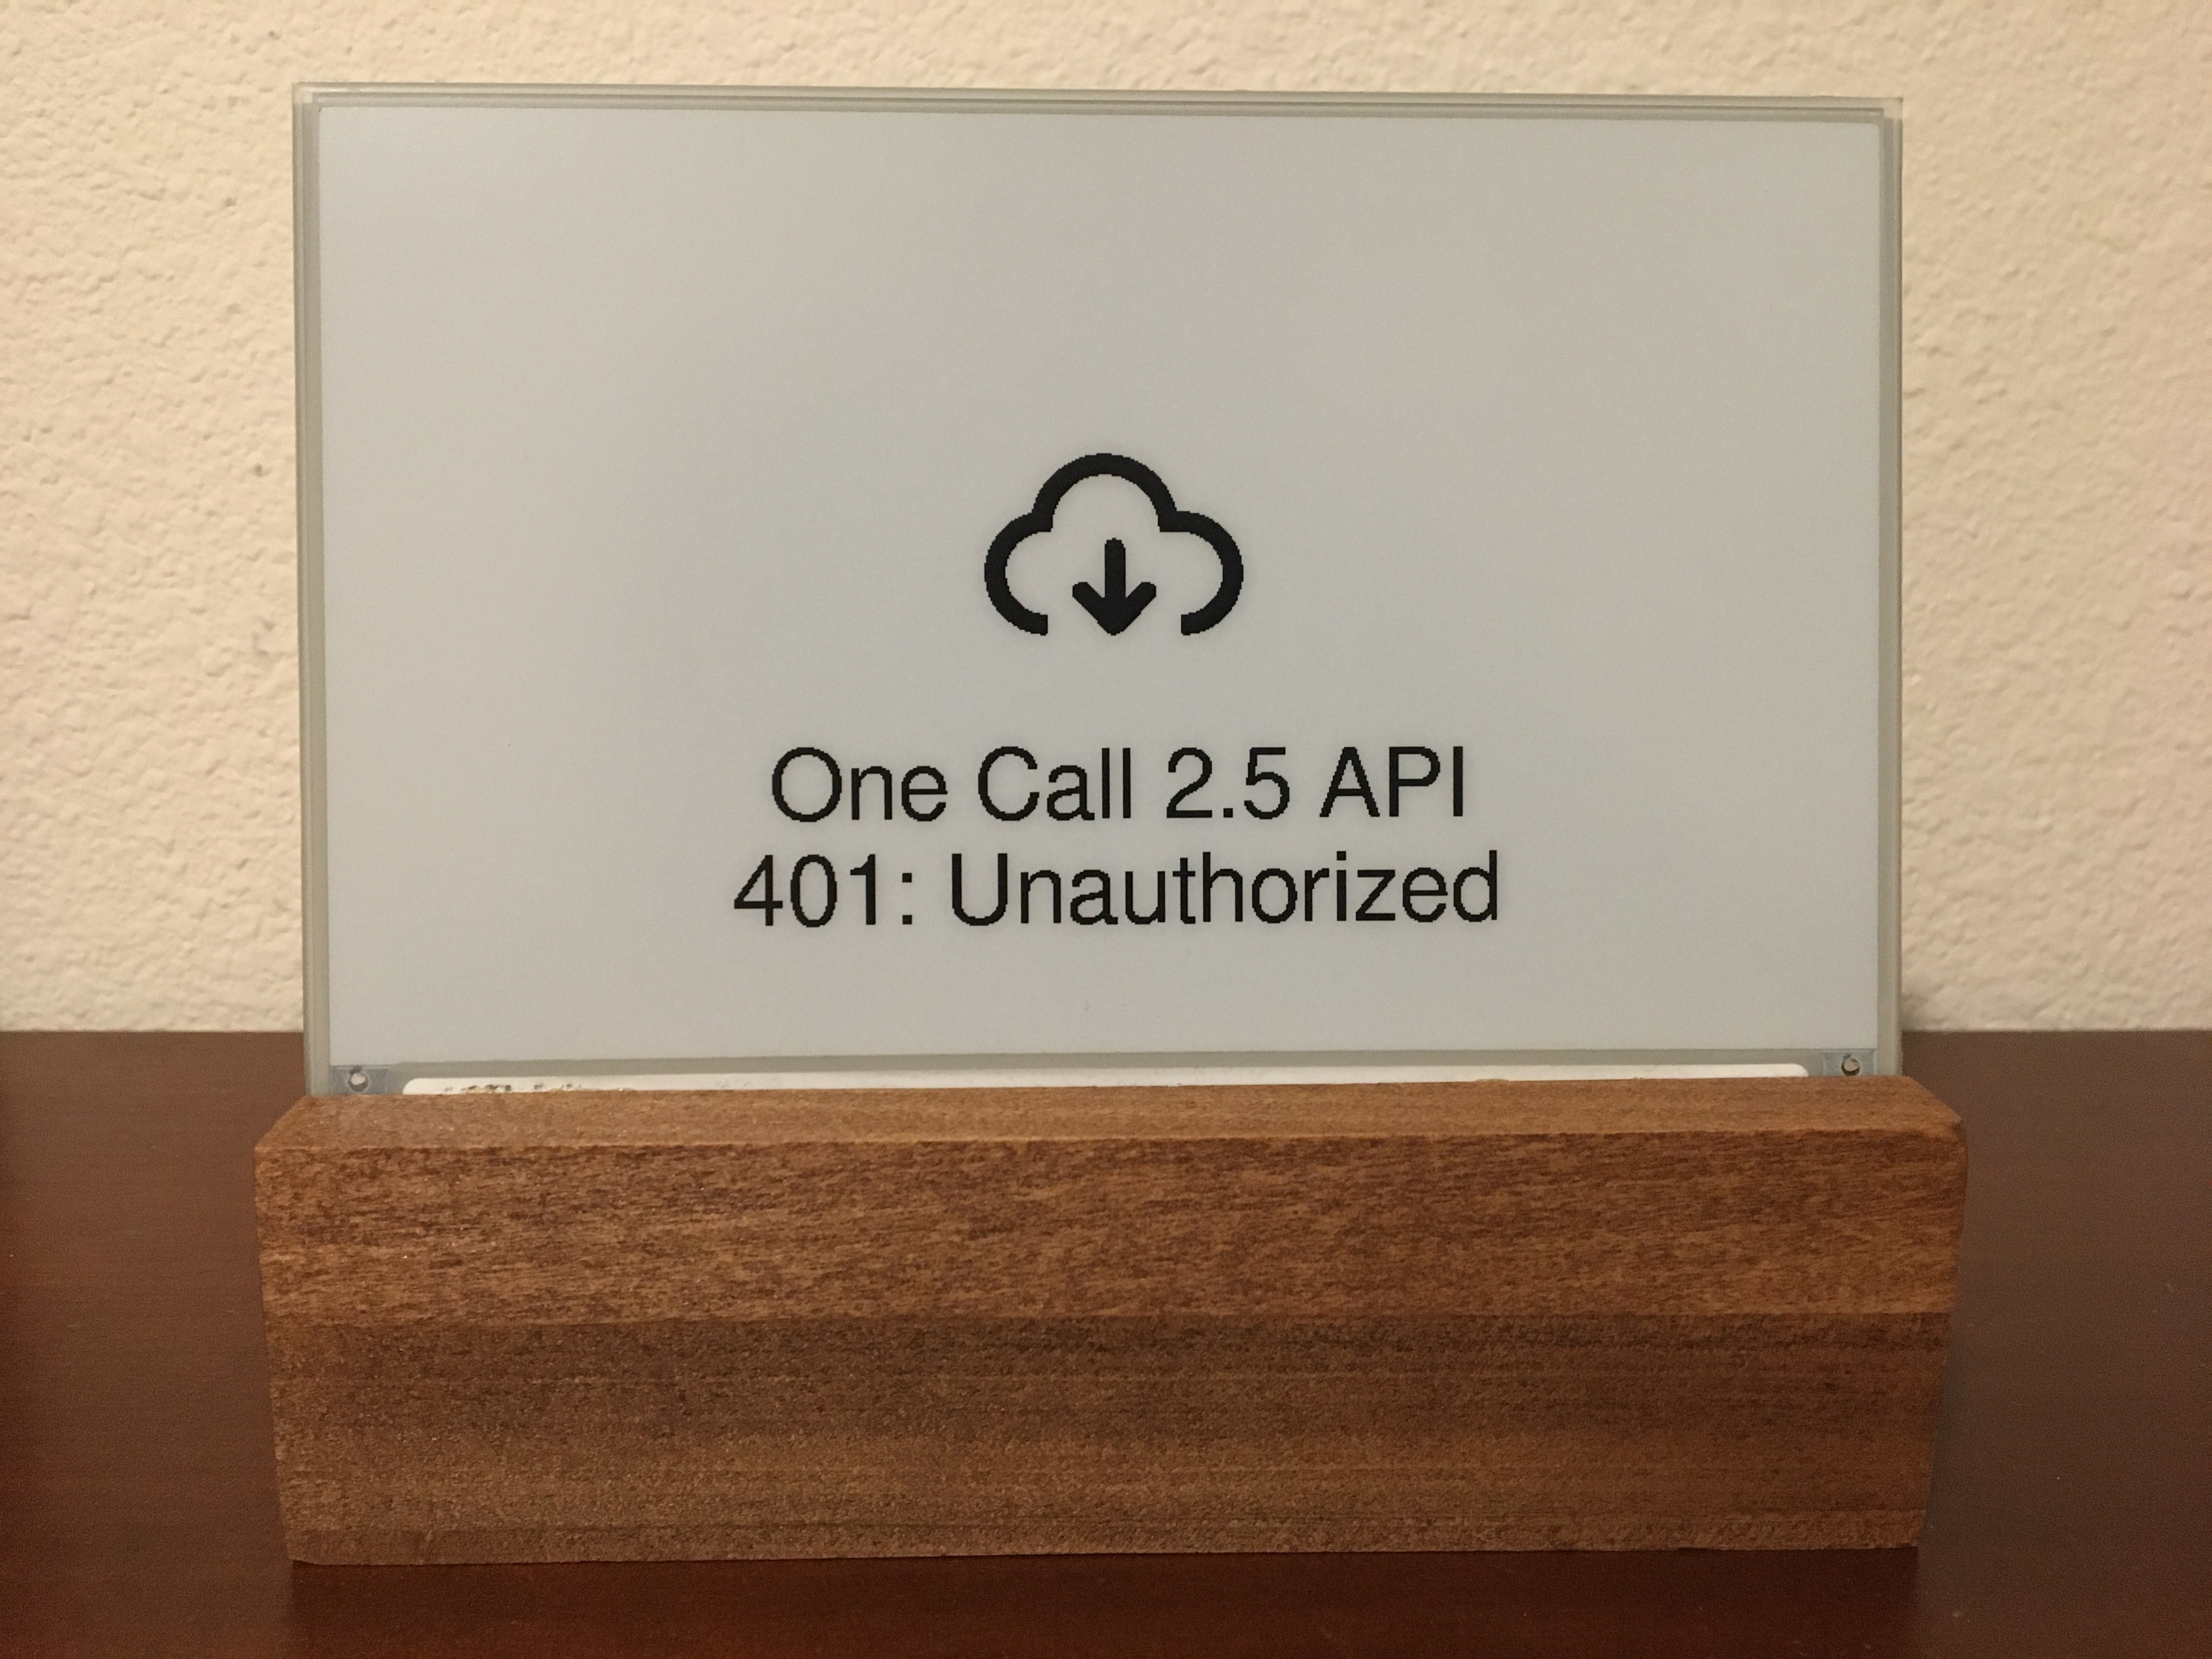 One Call 2.5 API
401: Unauthorized